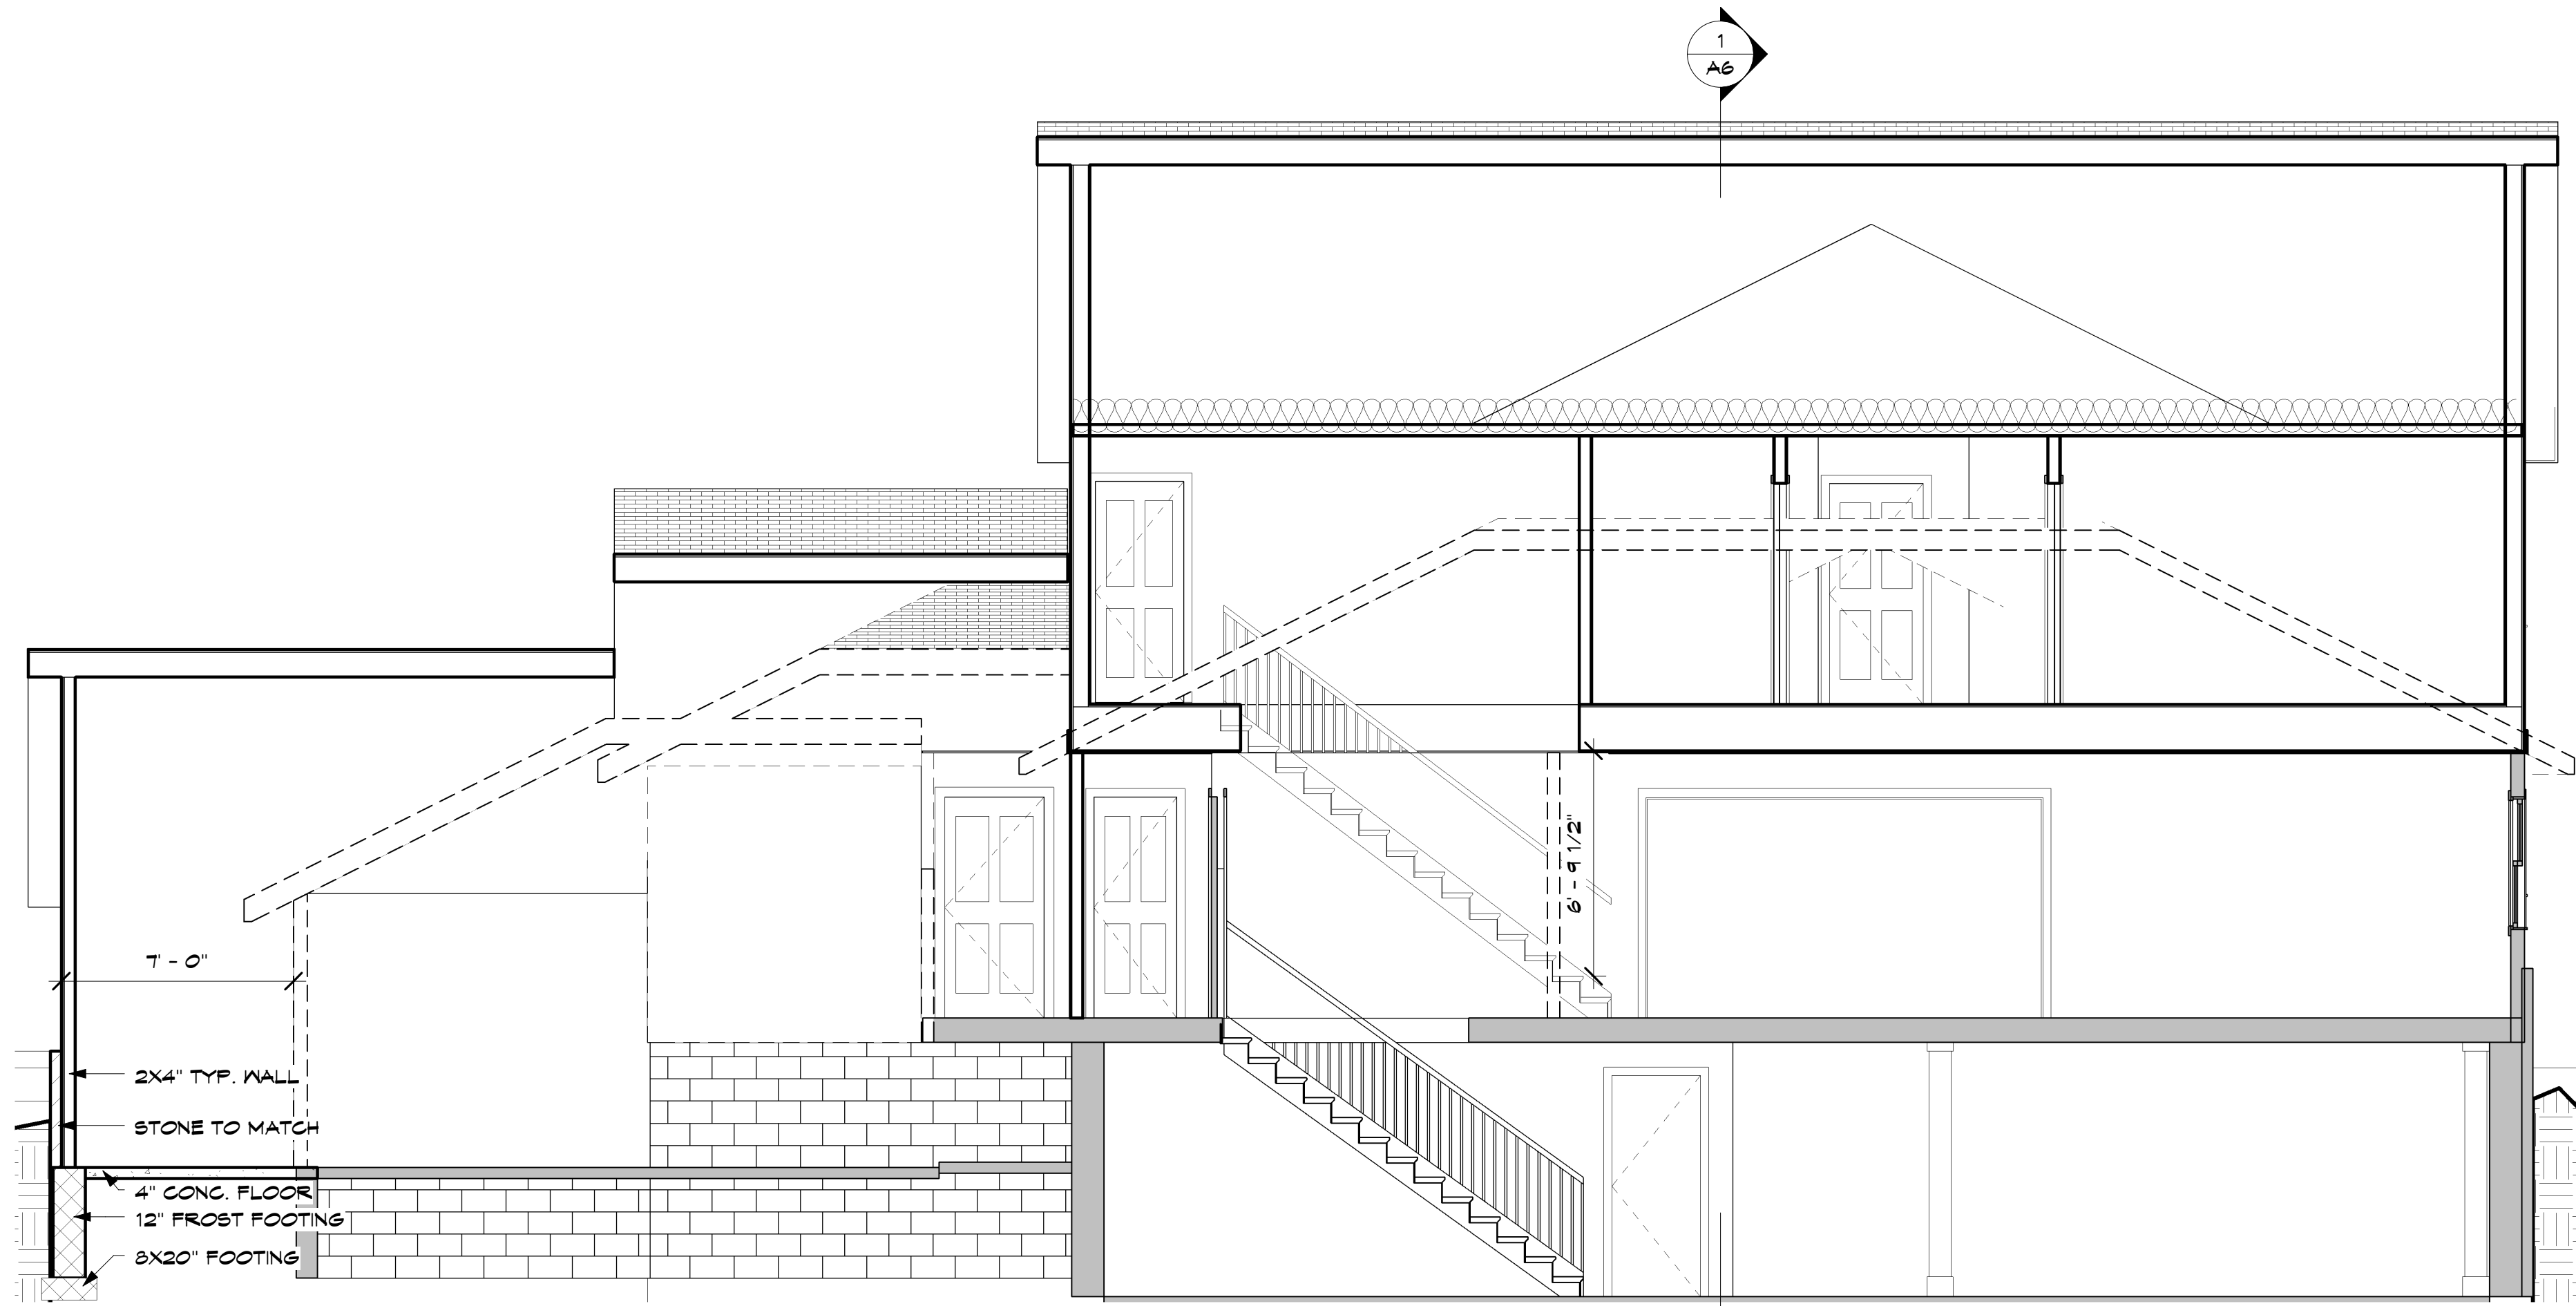 1
A6
6' - 9 1/2"
7' - 0"
2X4" TYP. WALL
STONE TO MATCH
4" CONC. FLOOR
12" FROST FOOTING
8X20" FOOTING